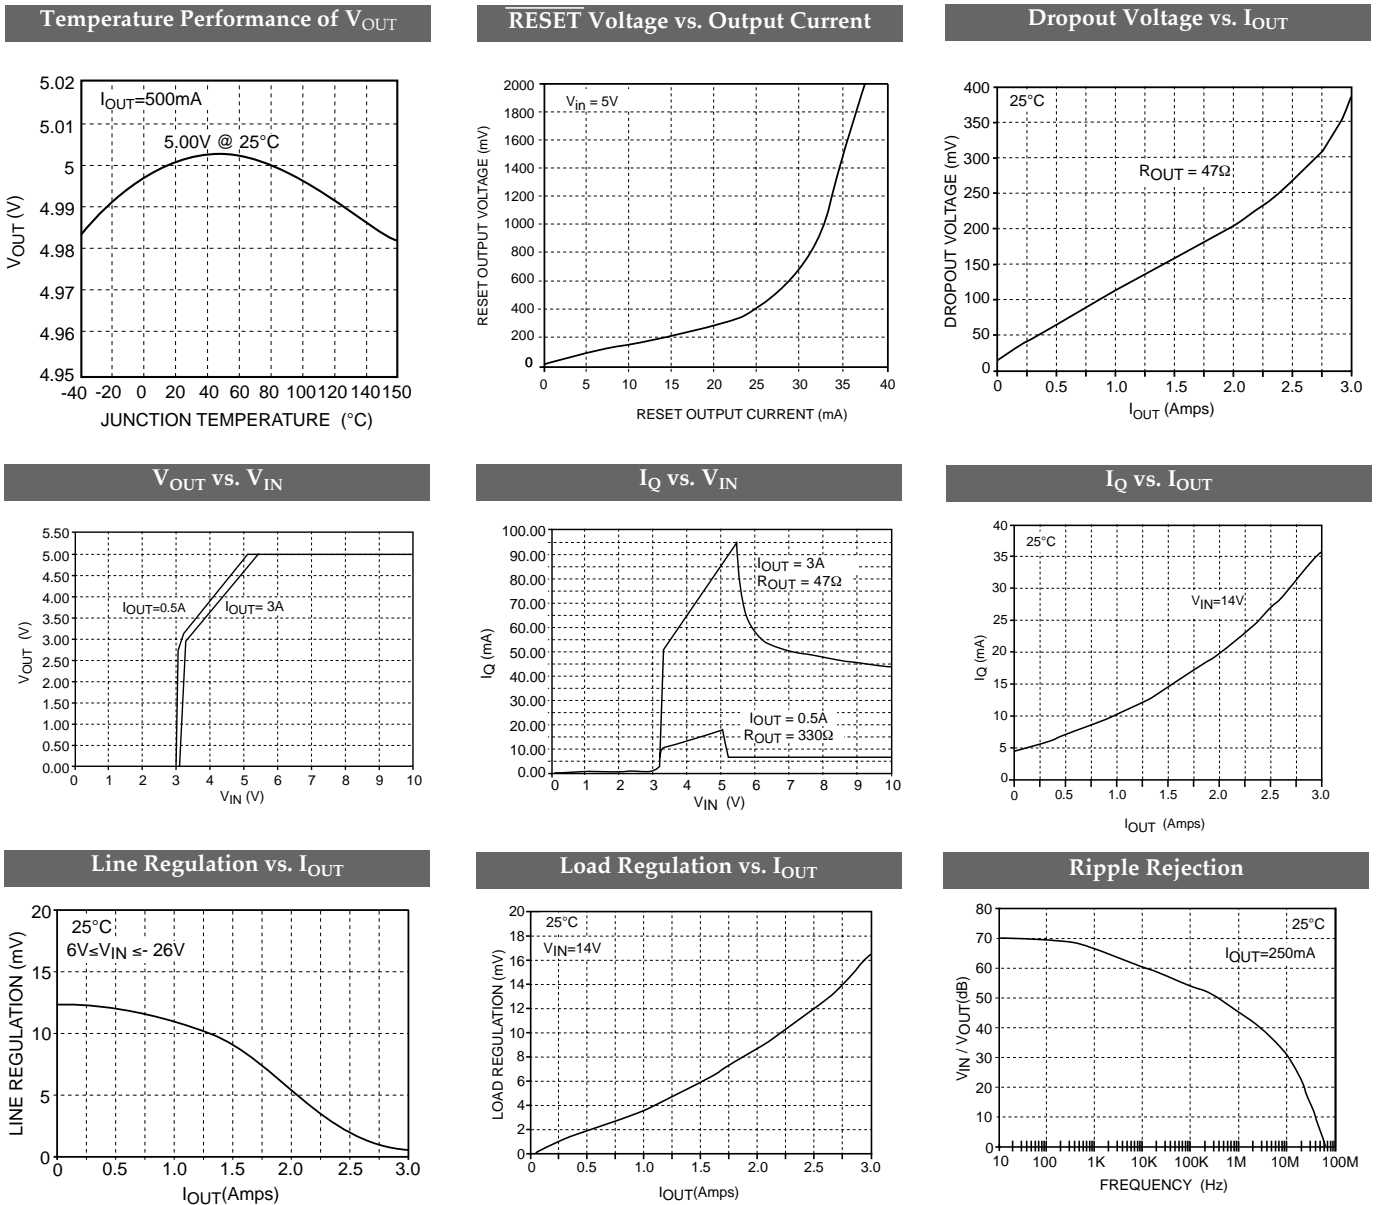 Temperature Performance of VOUT
5.02
5.01
5
4.99
4.98
4.97
4.96
4.95
VOUT (V)
IOUT=500mA
5.00V @ 25°C
-40 -20 0 20 40 60 80 100 120 140 150
JUNCTION TEMPERATURE (°C)
RESET Voltage vs. Output Current
2000
1800
1600
1400
1200
1000
800
600
400
200
0
RESET OUTPUT VOLTAGE (mV)
Vin = 5V
0 5 10 15 20 25 30 35 40
RESET OUTPUT CURRENT (mA)
Dropout Voltage vs. IOUT
400
350
300
250
200
150
100
50
0
DROPOUT VOLTAGE (mV)
25°C
ROUT = 47Ω
0 0.5 1.0 1.5 2.0 2.5 3.0
IOUT (Amps)
VOUT vs. VIN
5.50
5.00
4.50
4.00
3.50
3.00
2.50
2.00
1.50
1.00
0.50
0.00
VOUT (V)
IOUT=0.5A
IOUT= 3A
0 1 2 3 4 5 6 7 8 9 10
VIN (V)
IQ vs. VIN
100.00
90.00
80.00
70.00
60.00
50.00
40.00
30.00
20.00
10.00
0.00
IQ (mA)
IOUT = 3A
ROUT = 47Ω
IOUT = 0.5A
ROUT = 330Ω
0 1 2 3 4 5 6 7 8 9 10
VIN (V)
IQ vs. IOUT
40
35
30
25
20
15
10
5
0
IQ (mA)
25°C
VIN=14V
0 0.5 1.0 1.5 2.0 2.5 3.0
IOUT (Amps)
Line Regulation vs. IOUT
20
15
10
5
0
LINE REGULATION (mV)
25°C
6V≤VIN ≤- 26V
0 0.5 1.0 1.5 2.0 2.5 3.0
IOUT(Amps)
Load Regulation vs. IOUT
20
18
16
14
12
10
8
6
4
2
0
LOAD REGULATION (mV)
25°C
VIN=14V
0 0.5 1.0 1.5 2.0 2.5 3.0
IOUT(Amps)
Ripple Rejection
80
70
60
50
40
30
20
10
0
VIN / VOUT(dB)
25°C
IOUT=250mA
10 100 1K 10K 100K 1M 10M 100M
FREQUENCY (Hz)